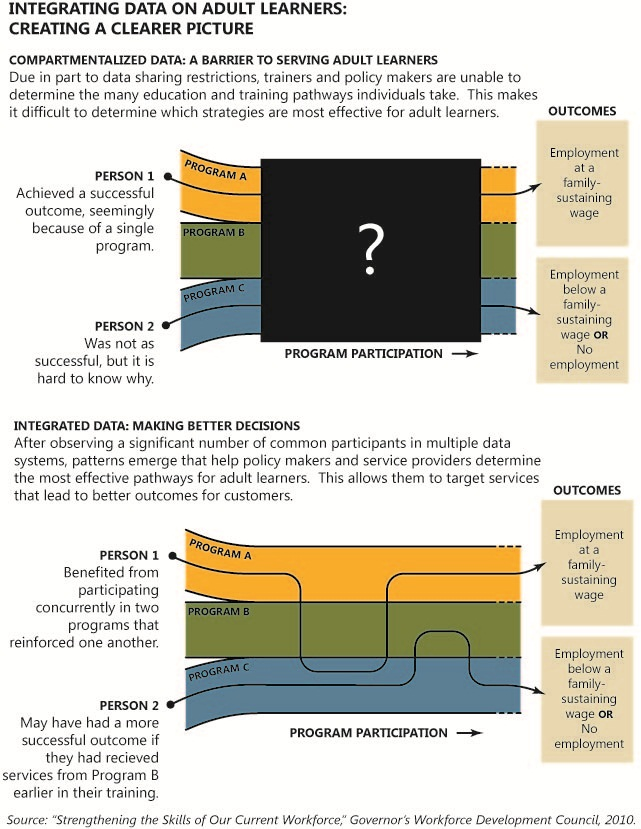 INTEGRATING DATA ON ADULT LEARNERS:
CREATING A CLEARER PICTURE
COMPARTMENTALIZED DATA: A BARRIER TO SERVING ADULT LEARNERS
Due in part to data sharing restrictions, trainers and policy makers are unable to
determine the many education and training pathways individuals take. This makes
it difficult to determine which strategies are most effective for adult learners.
OUTCOMES
PERSON 1
Achieved a successful
outcome, seemingly
because of a single
program.
PROGRAM A
PROGRAM B
PROGRAM C
?
Employment
at a
family-
sustaining
wage
PERSON 2
Was not as
successful, but it is
hard to know why.
PROGRAM PARTICIPATION
Employment
below a
family-
sustaining
wage OR
No
employment
INTEGRATED DATA: MAKING BETTER DECISIONS
After observing a significant number of common participants in multiple data
systems, patterns emerge that help policy makers and service providers determine
the most effective pathways for adult learners. This allows them to target services
that lead to better outcomes for customers.
OUTCOMES
PERSON 1
Benefited from
participating
concurrently in two
programs that
reinforced one another.
PROGRAM A
PROGRAM B
PROGRAM C
Employment
at a
family-
sustaining
wage
PERSON 2
May have had a more
successful outcome if
they had recieved
services from Program B
earlier in their training.
PROGRAM PARTICIPATION
Employment
below a
family-
sustaining
wage OR
No
employment
Source: "Strengthening the Skills of Our Current Workforce," Governor's Workforce Development Council, 2010.